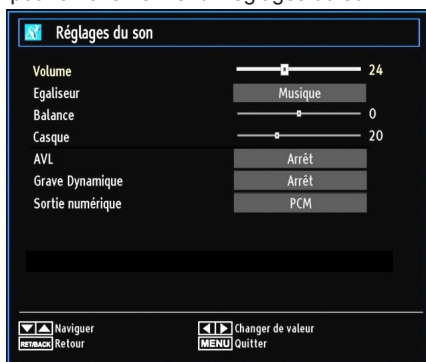 Réglages du son
Volume 24
Egaliseur Musique
Balance 0
Casque 20
AVL Arrêt
Grave Dynamique Arrêt
Sortie numérique PCM
Naviguer Changer de valeur
RET/BACK Retour MENU Quitter